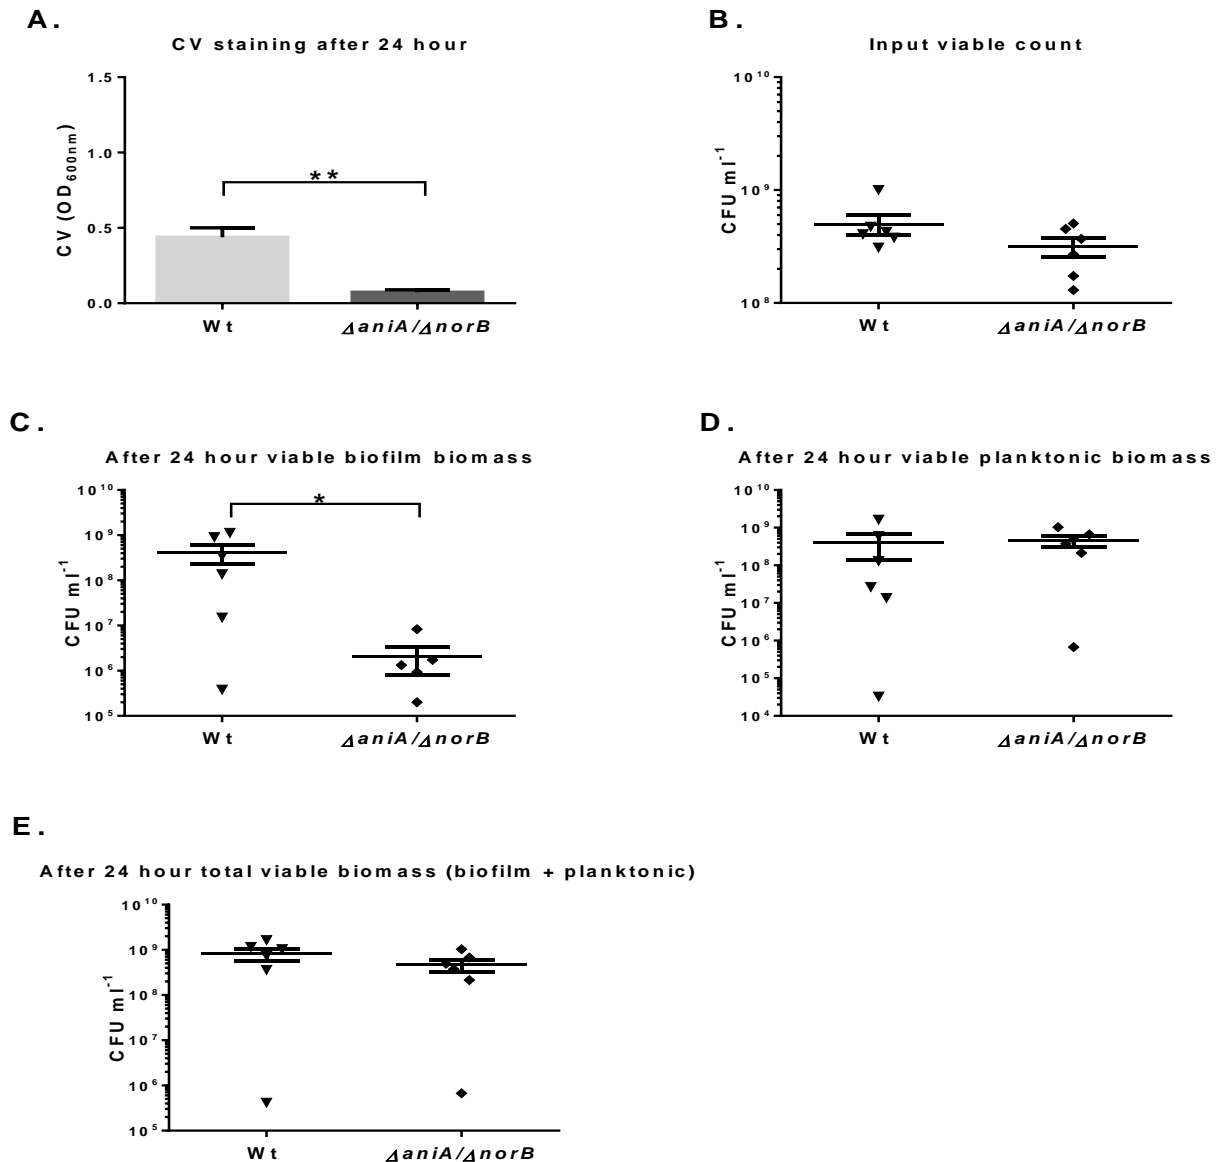 A.
CV staining after 24 hour
CV (OD600nm)
1.5
1.0
0.5
0.0
**
Wt
ΔaniA/ΔnorB
B.
Input viable count
CFU ml-1
10^10
10^9
10^8
Wt
ΔaniA/ΔnorB
C.
After 24 hour viable biofilm biomass
CFU ml-1
10^10
10^9
10^8
10^7
10^6
10^5
*
Wt
ΔaniA/ΔnorB
D.
After 24 hour viable planktonic biomass
CFU ml-1
10^10
10^9
10^8
10^7
10^6
10^5
10^4
Wt
ΔaniA/ΔnorB
E.
After 24 hour total viable biomass (biofilm + planktonic)
CFU ml-1
10^10
10^9
10^8
10^7
10^6
10^5
Wt
ΔaniA/ΔnorB